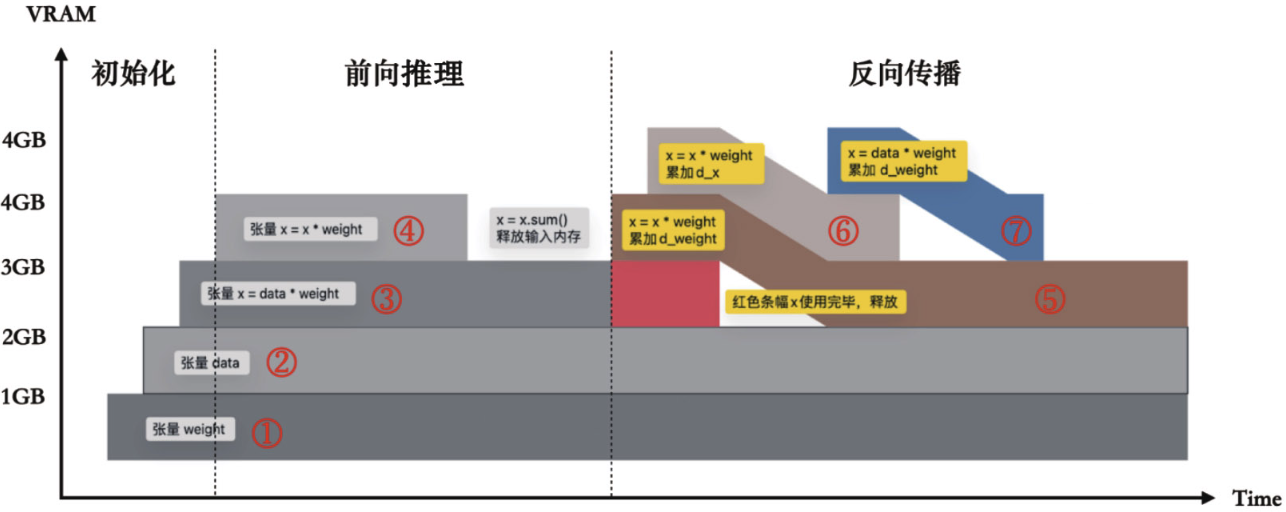 VRAM
初始化
前向推理
反向传播
4GB
x = x * weight
累加 d_x
x = data * weight
累加 d_weight
4GB
张量 x = x * weight
④
x = x.sum()
释放输入内存
x = x * weight
累加 d_weight
⑥
⑦
3GB
张量 x = data * weight
③
红色条幅 x 使用完毕，释放
⑤
2GB
张量 data
②
1GB
张量 weight
①
Time